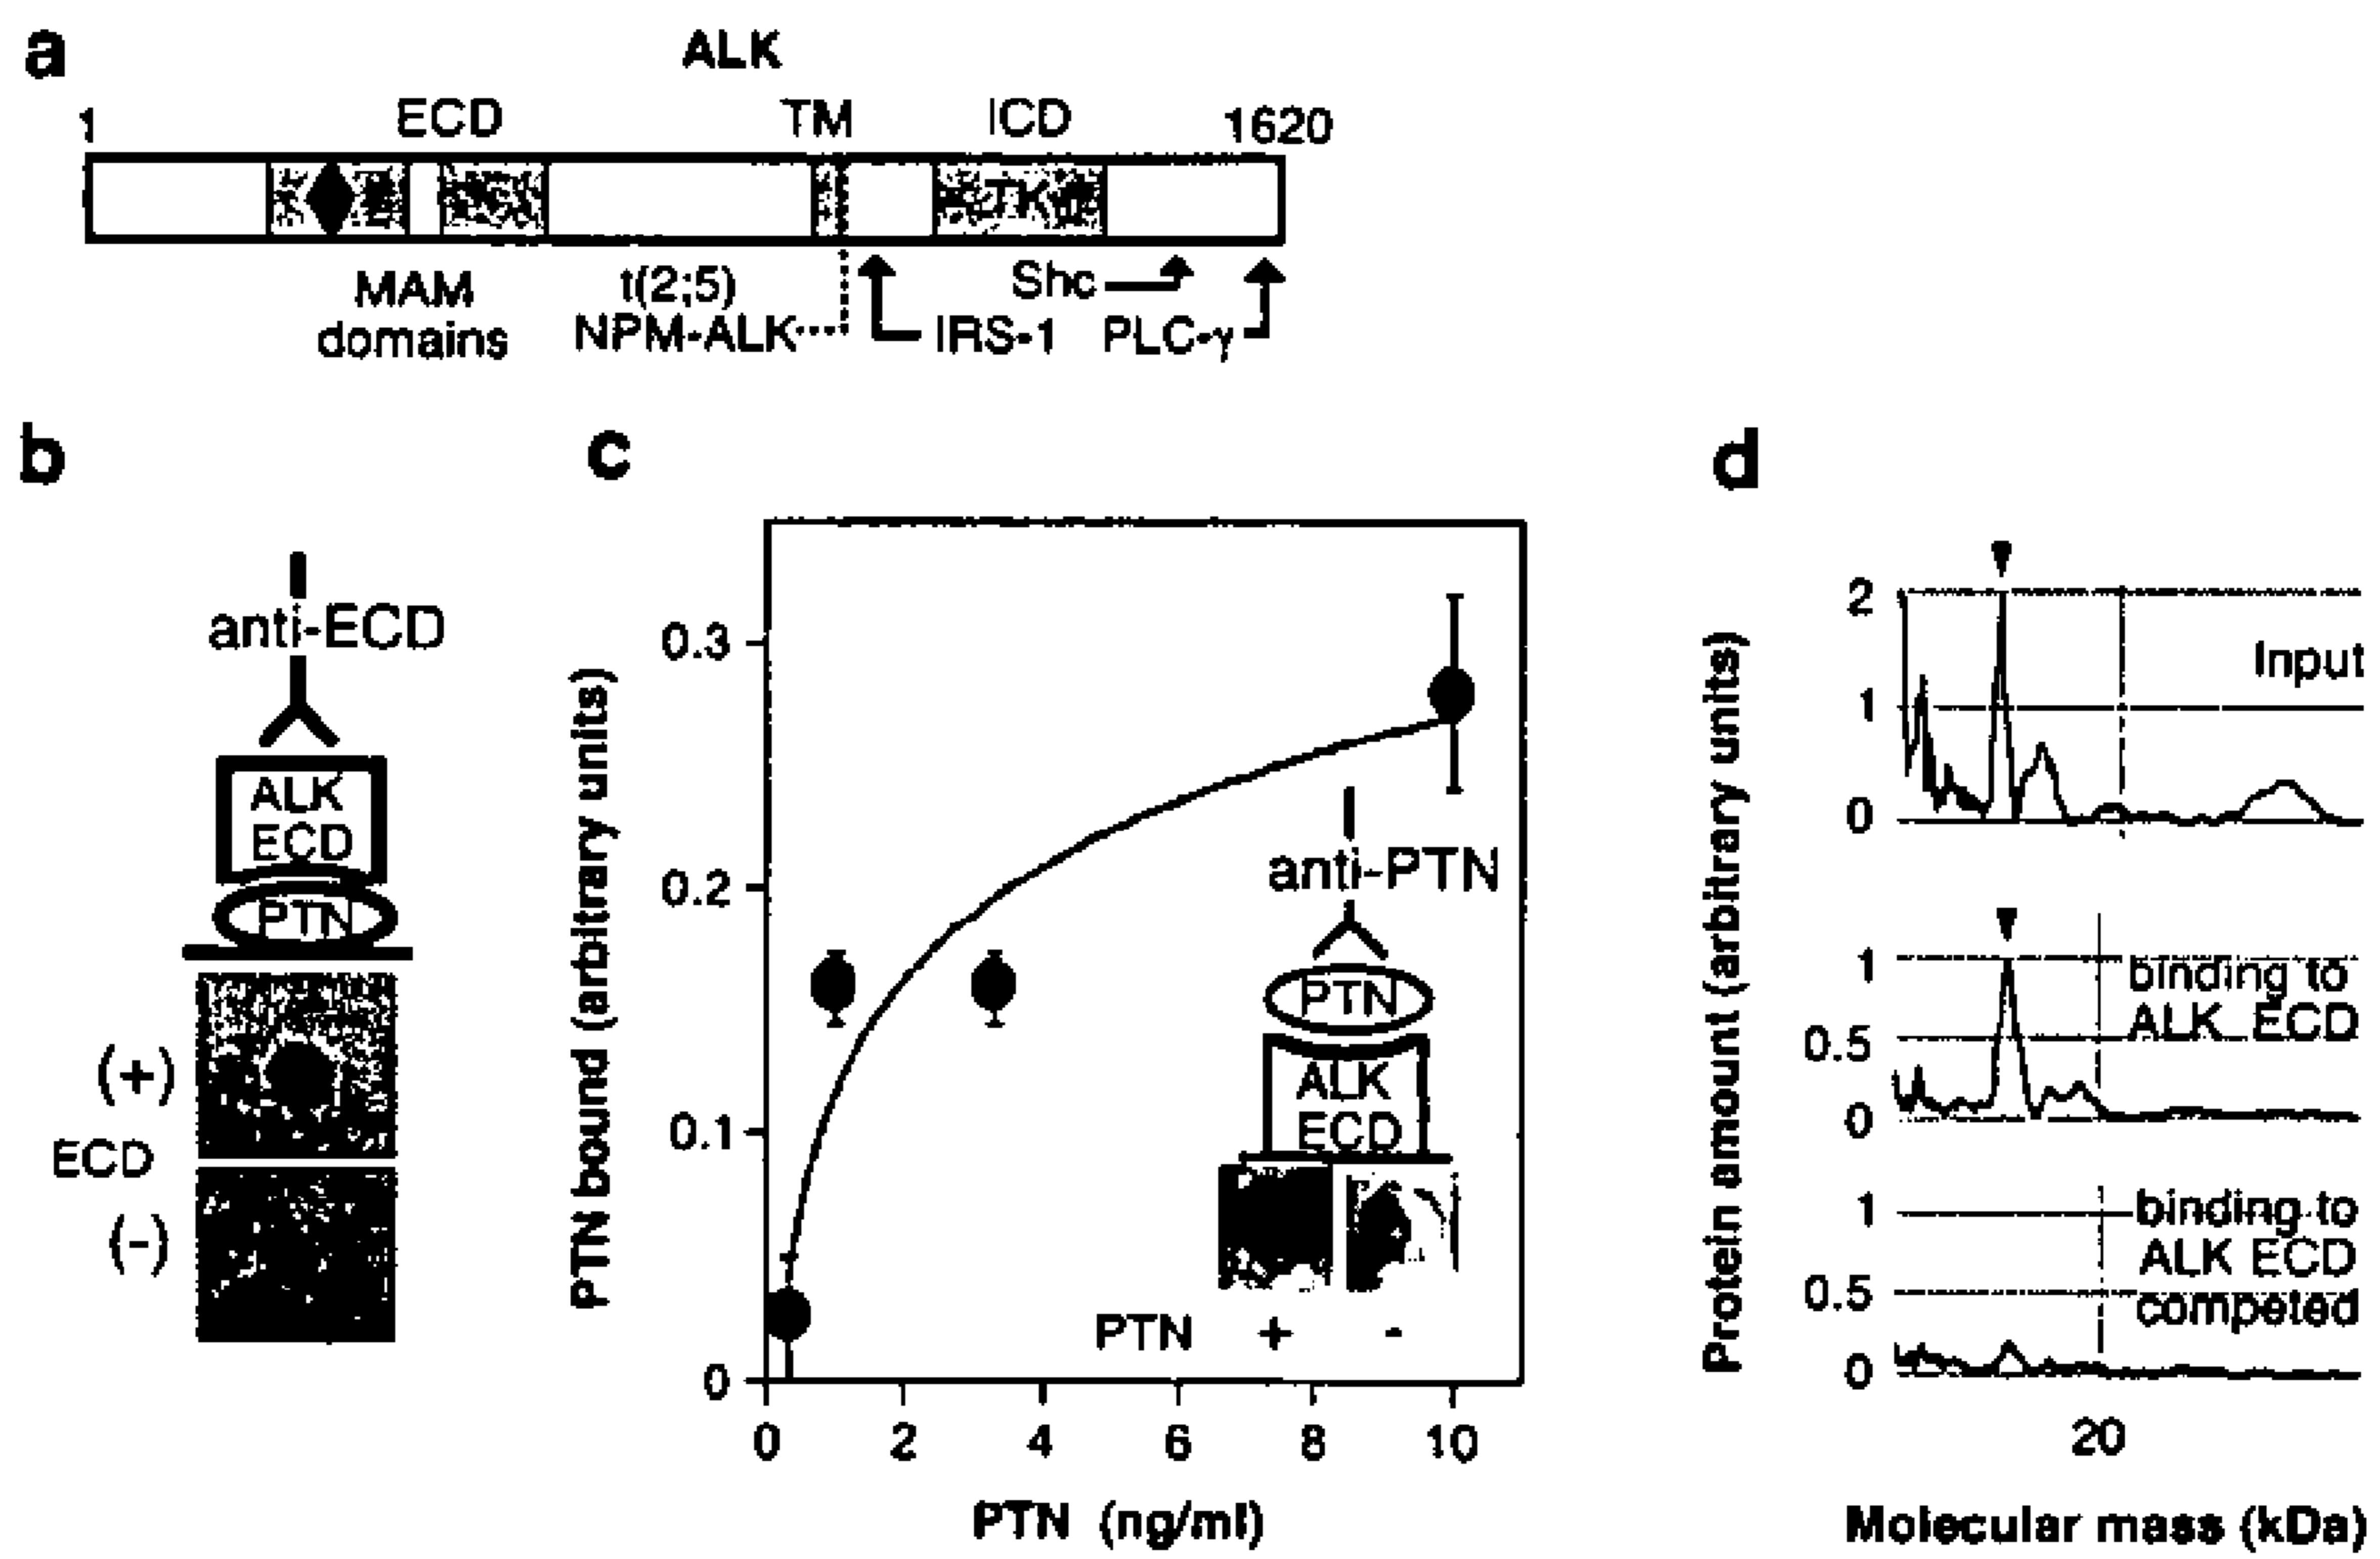 a
ALK
1
ECD
TM
ICD
1620
TK
MAM
domains
t(2;5)
NPM-ALK
IRS-1
Shc
PLC-γ
b
anti-ECD
ALK
ECD
PTN
(+)
ECD
(-)
c
PTN bound (arbitrary units)
0.3
0.2
0.1
0
0 2 4 6 8 10
PTN (ng/ml)
anti-PTN
PTN
ALK
ECD
PTN + -
d
Protein amount (arbitrary units)
2
1
0
Input
1
0.5
0
binding to
ALK ECD
1
0.5
0
binding to
ALK ECD
competed
20
Molecular mass (kDa)